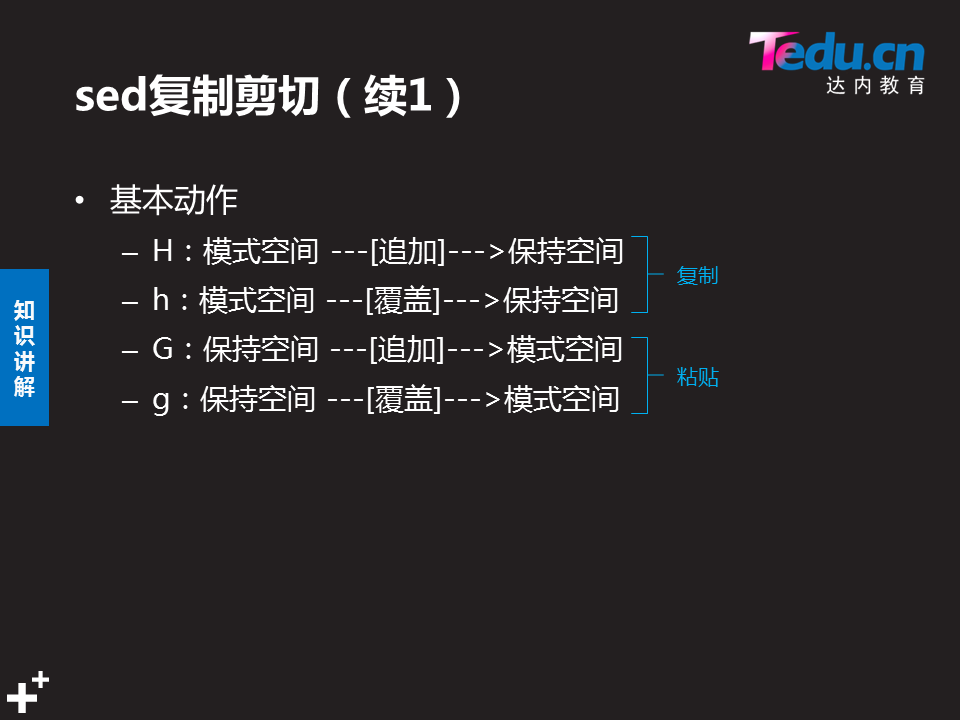 Tedu.cn
达内教育
sed复制剪切（续1）
• 基本动作
– H：模式空间 ---[追加]--->保持空间
– h：模式空间 ---[覆盖]--->保持空间
复制
– G：保持空间 ---[追加]--->模式空间
– g：保持空间 ---[覆盖]--->模式空间
粘贴
知
识
讲
解